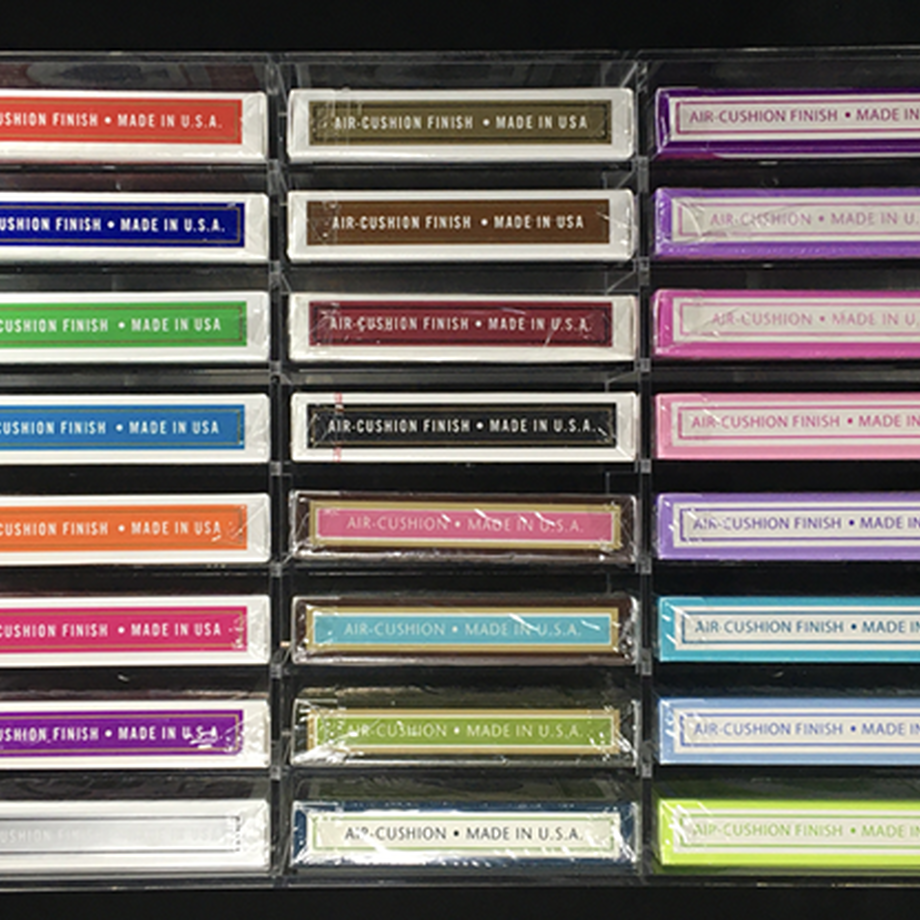 USHION FINISH • MADE IN U.S.A.
AIR-CUSHION FINISH • MADE IN USA
AIR-CUSHION FINISH • MADE IN
USHION FINISH • MADE IN U.S.A.
AIR-CUSHION FINISH • MADE IN USA
AIR-CUSHION • MADE IN U.S
CUSHION FINISH • MADE IN USA
AIR-CUSHION FINISH • MADE IN U.S.A.
AIR-CUSHION • MADE IN U.S
CUSHION FINISH • MADE IN USA
AIR-CUSHION FINISH • MADE IN U.S.A.
AIR-CUSHION FINISH • MADE IN
CUSHION FINISH • MADE IN USA
AIR-CUSHION • MADE IN U.S.A.
AIR-CUSHION FINISH • MADE IN
CUSHION FINISH • MADE IN USA
AIR-CUSHION • MADE IN U.S.A.
AIR-CUSHION FINISH • MADE IN
USHION FINISH • MADE IN U.S.A.
AIR-CUSHION • MADE IN U.S.A.
AIR-CUSHION FINISH • MADE IN
CUSHION FINISH • MADE IN USA
AIR-CUSHION • MADE IN U.S.A.
AIR-CUSHION FINISH • MADE IN